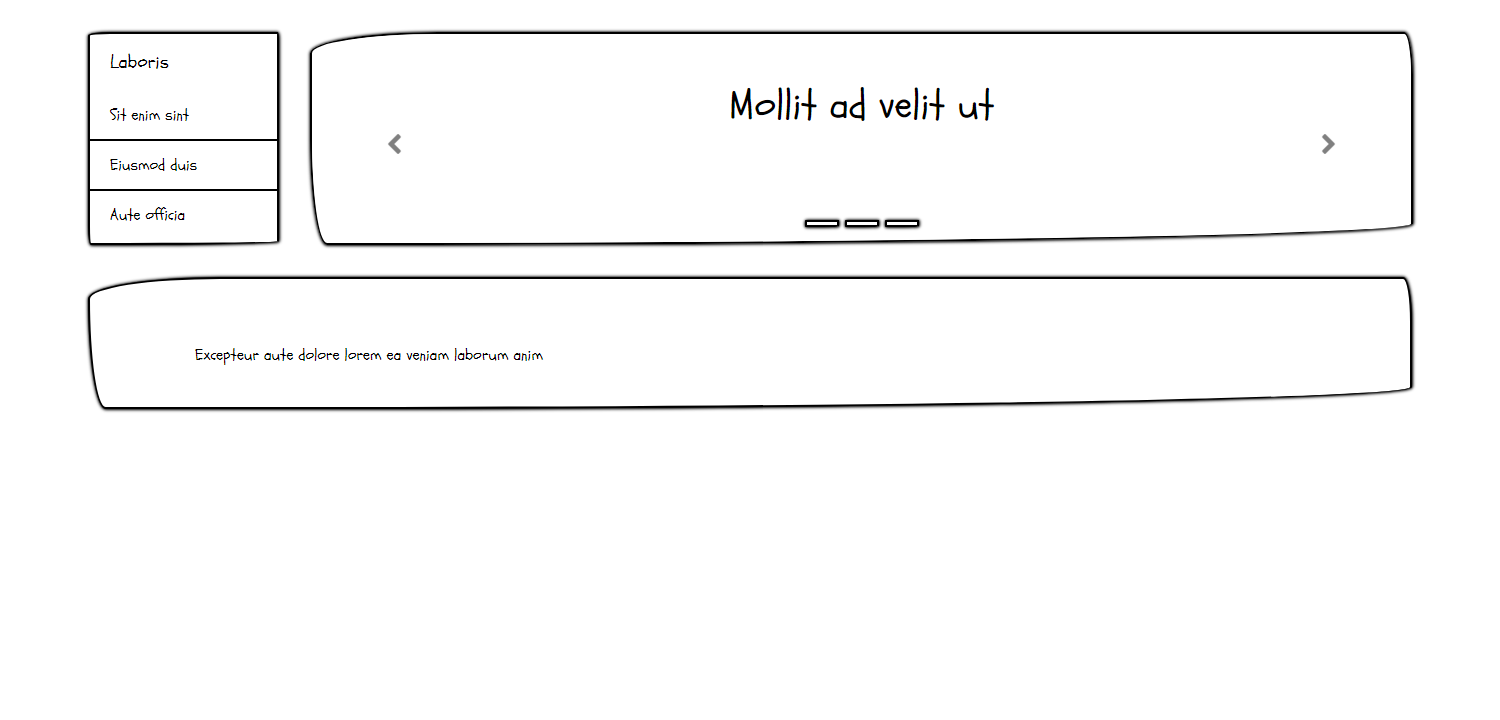 Laboris
Sit enim sint
Eiusmod duis
Aute officia
Mollit ad velit ut
Excepteur aute dolore lorem ea veniam laborum anim